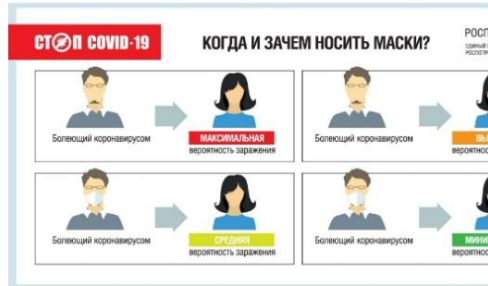 СТОП COVID-19
КОГДА И ЗАЧЕМ НОСИТЬ МАСКИ?
Болеющий коронавирусом
МАКСИМАЛЬНАЯ
вероятность заражения
Болеющий коронавирусом
Болеющий коронавирусом
СРЕДНЯЯ
вероятность заражения
Болеющий коронавирусом